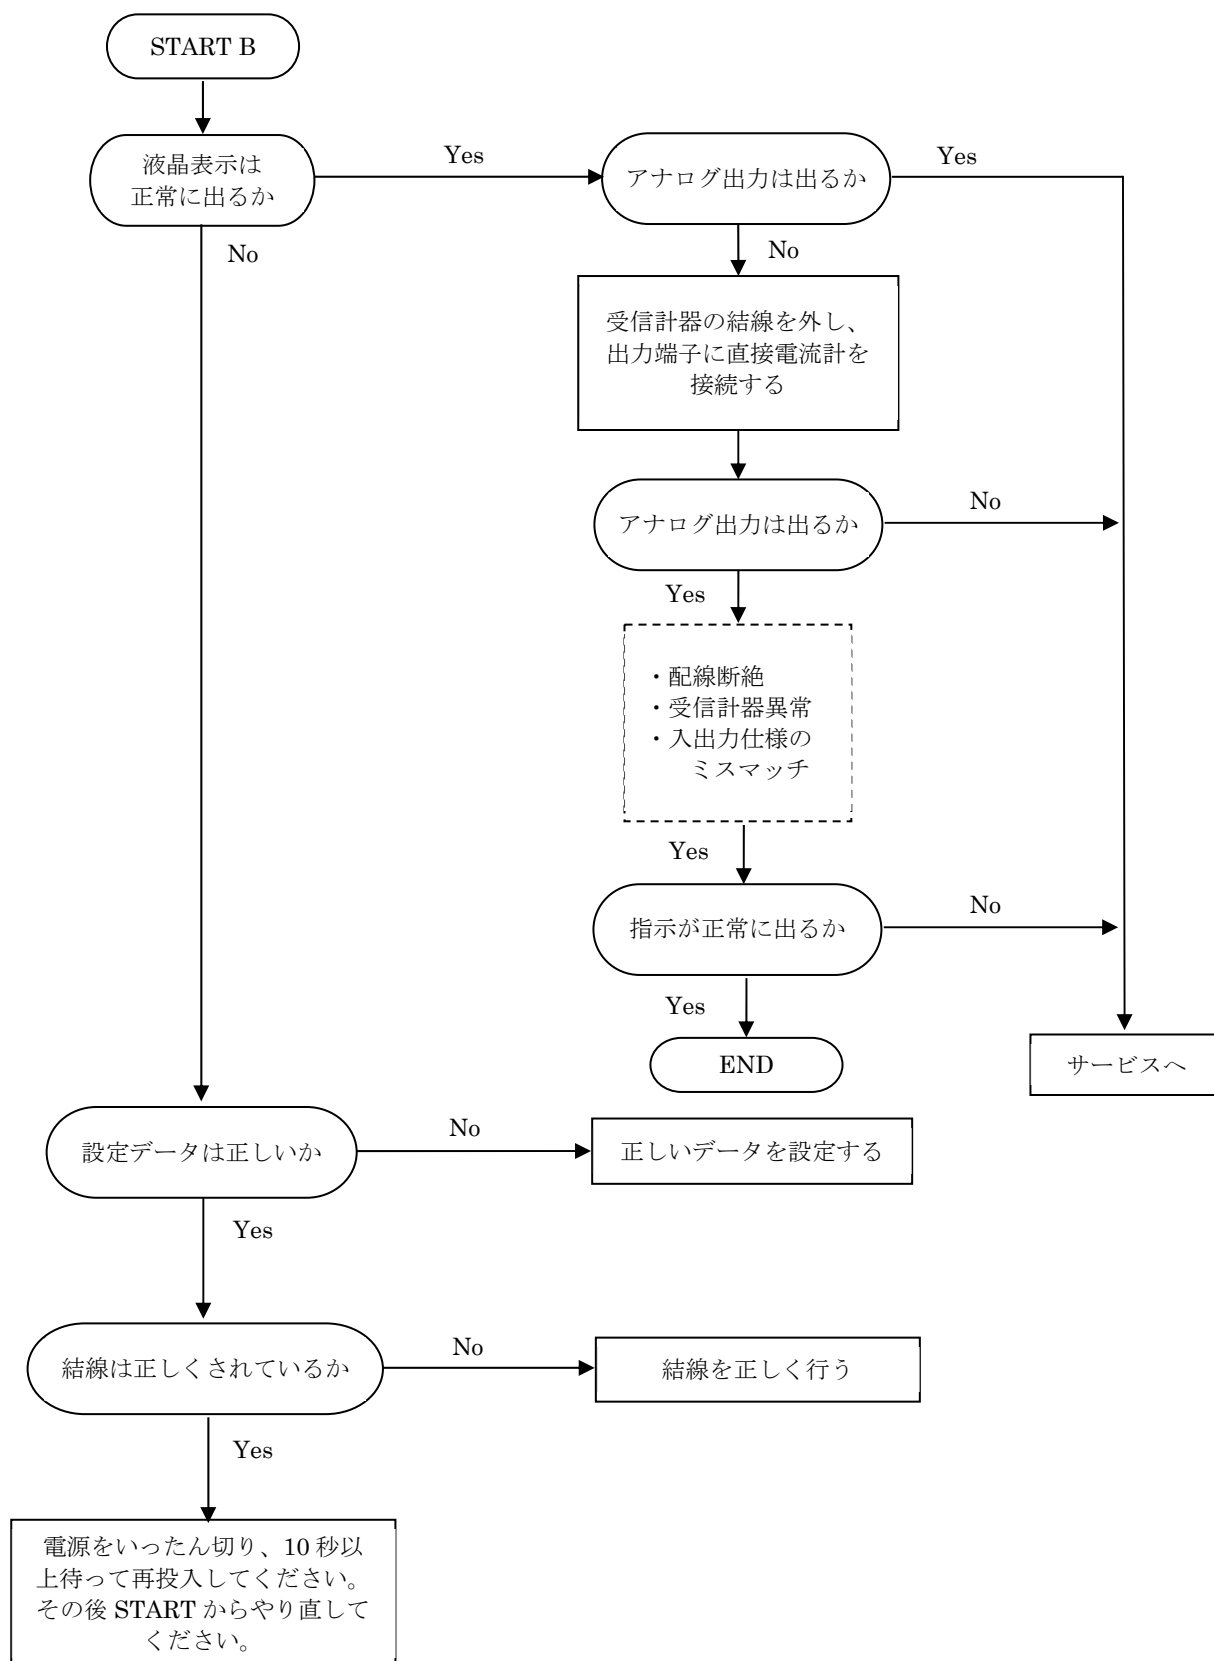 START B
液晶表示は
正常に出るか
Yes
アナログ出力は出るか
Yes
No
No
受信計器の結線を外し、
出力端子に直接電流計を
接続する
アナログ出力は出るか
No
Yes
・配線断絶
・受信計器異常
・入出力仕様の
ミスマッチ
Yes
指示が正常に出るか
No
Yes
END
サービスへ
設定データは正しいか
No
正しいデータを設定する
Yes
結線は正しくされているか
No
結線を正しく行う
Yes
電源をいったん切り、10 秒以
上待って再投入してください。
その後 START からやり直して
ください。